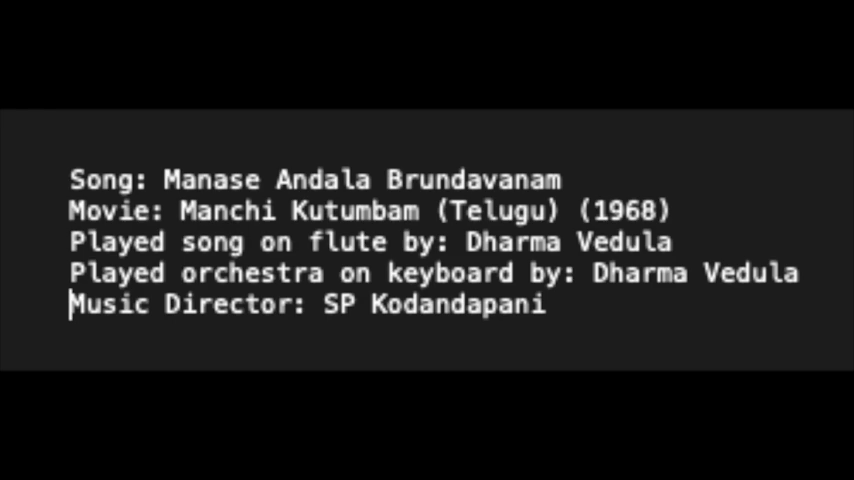 Song: Manase Andala Brundavanam
Movie: Manchi Kutumbam (Telugu) (1968)
Played song on flute by: Dharma Vedula
Played orchestra on keyboard by: Dharma Vedula
Music Director: SP Kodandapani